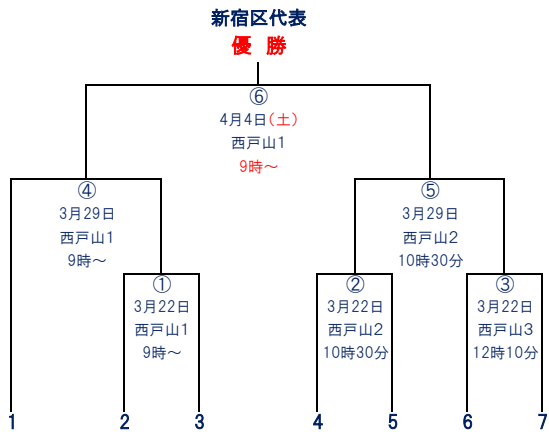 新宿区代表
優 勝
⑥
4月4日(土)
西戸山1
9時～
④
3月29日
西戸山1
9時～
⑤
3月29日
西戸山2
10時30分
①
3月22日
西戸山1
9時～
②
3月22日
西戸山2
10時30分
③
3月22日
西戸山3
12時10分
1 2 3 4 5 6 7